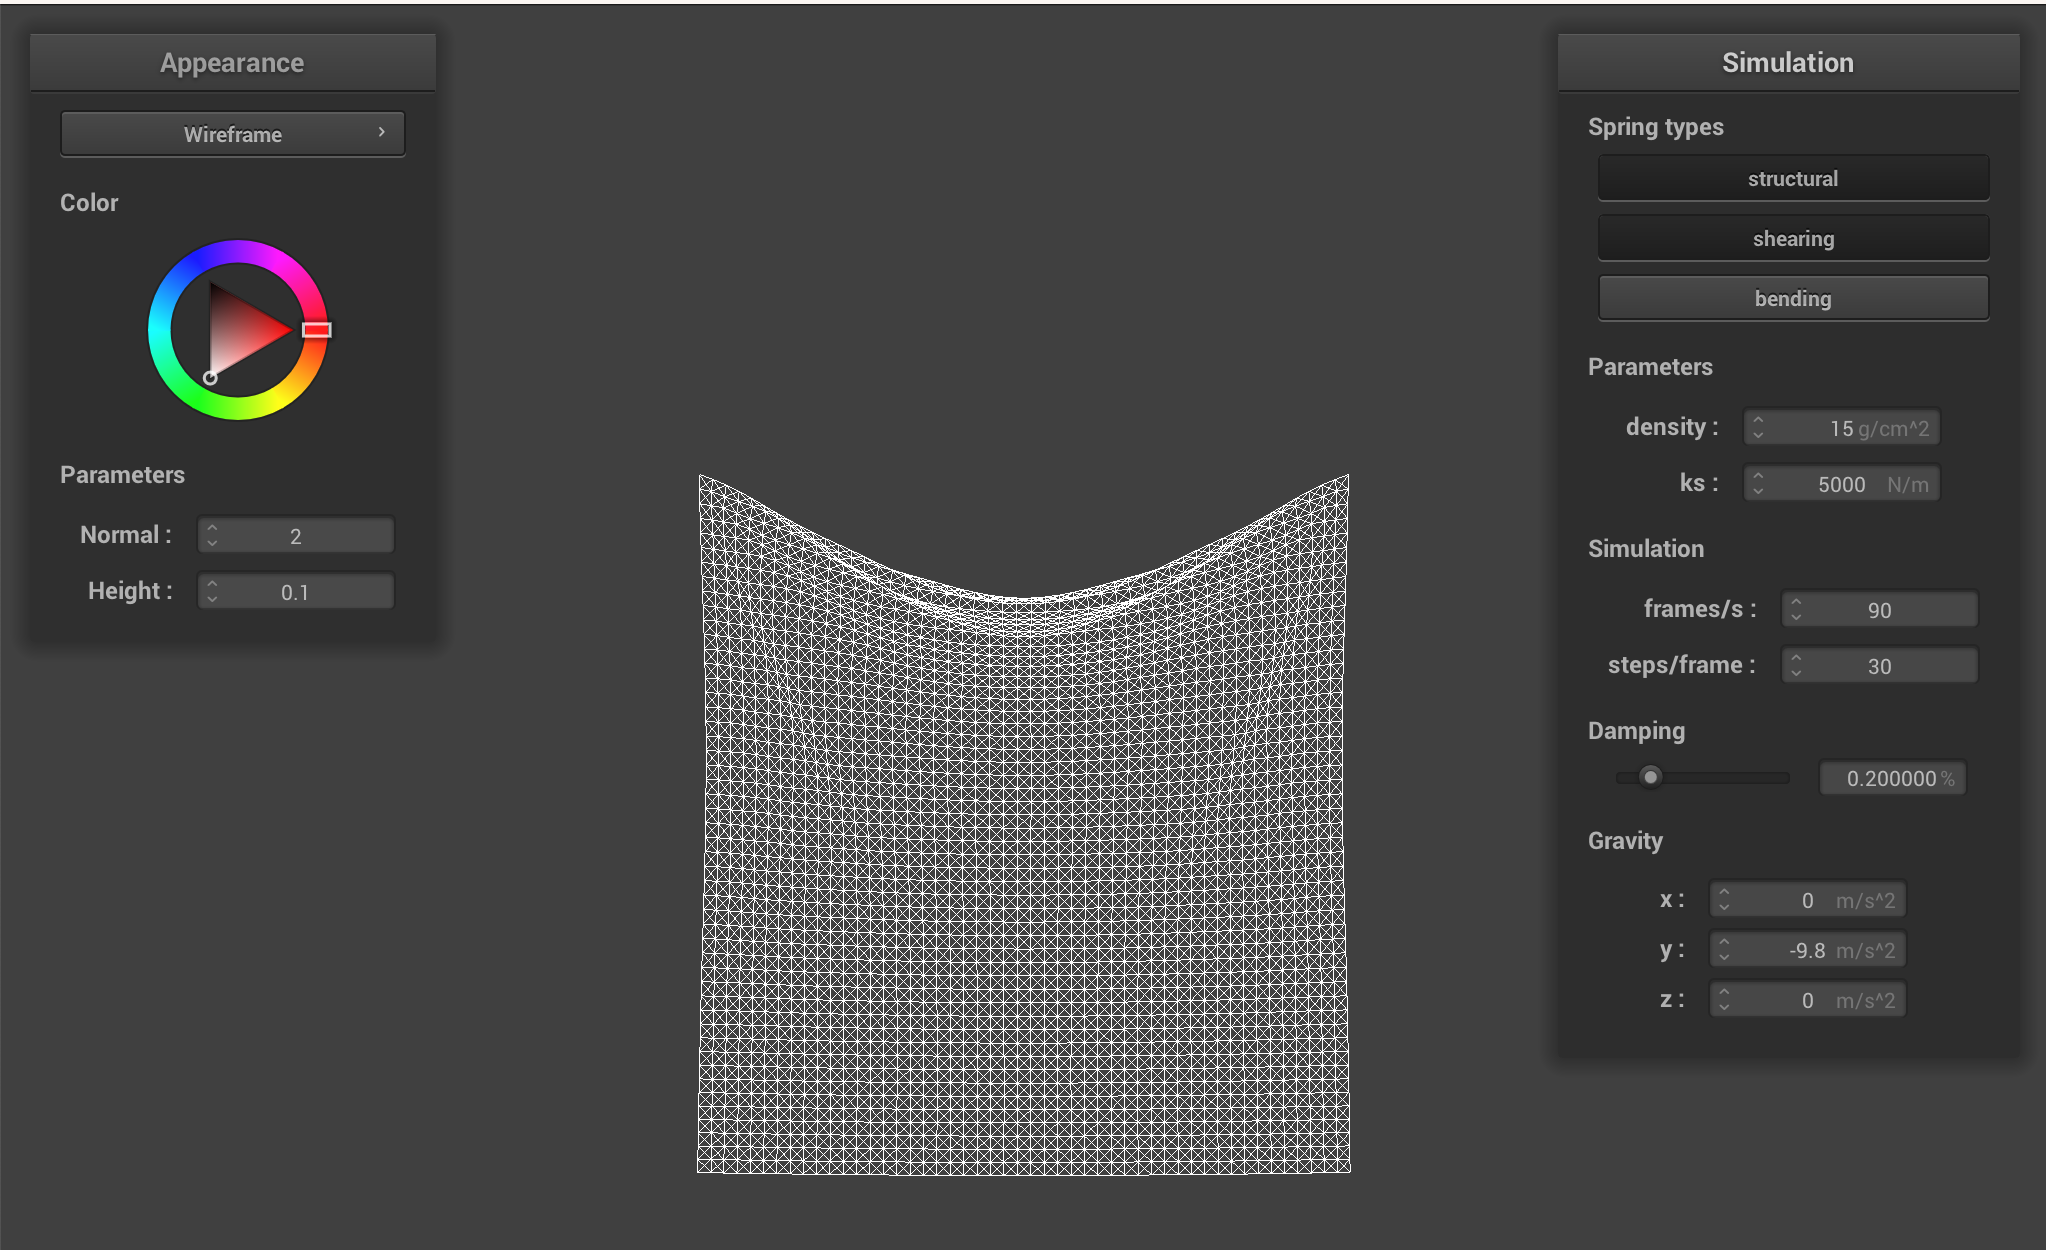 Appearance
Wireframe ›
Color
Parameters
Normal : 2
Height : 0.1
Simulation
Spring types
structural
shearing
bending
Parameters
density : 15 g/cm^2
ks : 5000 N/m
Simulation
frames/s : 90
steps/frame : 30
Damping
0.200000 %
Gravity
x : 0 m/s^2
y : -9.8 m/s^2
z : 0 m/s^2